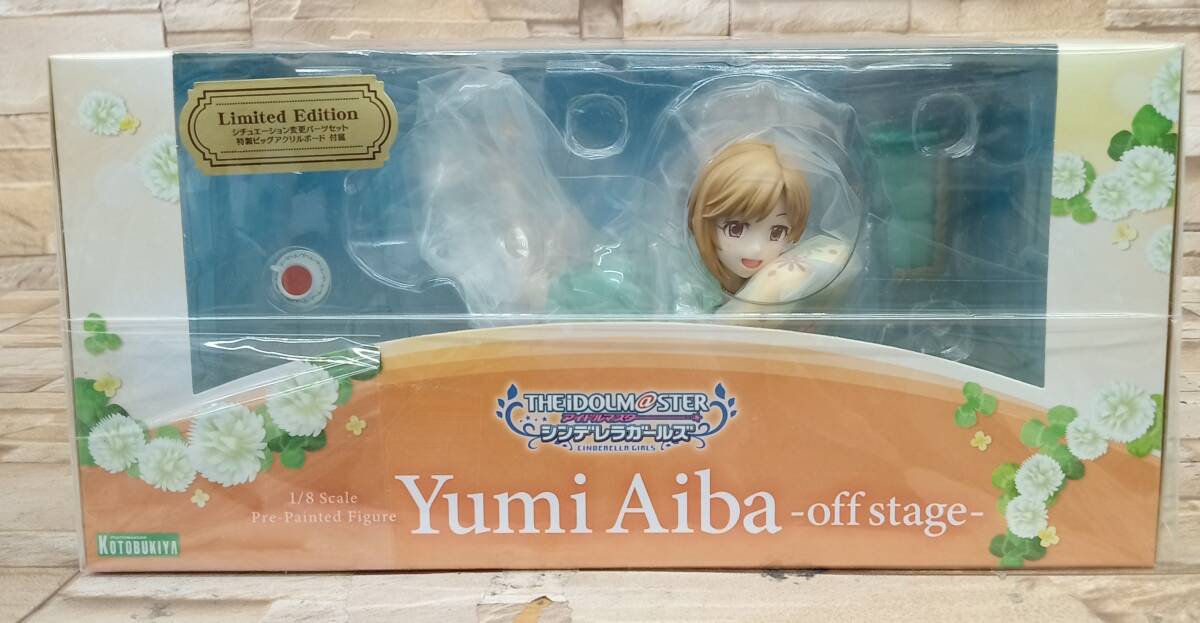 Limited Edition
シチュエーション変更パーツセット
特製ビッグアクリルボード 付属
THE iDOLM@STER
アイドルマスター
シンデレラガールズ
CINDERELLA GIRLS
1/8 Scale
Pre-Painted Figure
Yumi Aiba -off stage-
KOTOBUKIYA